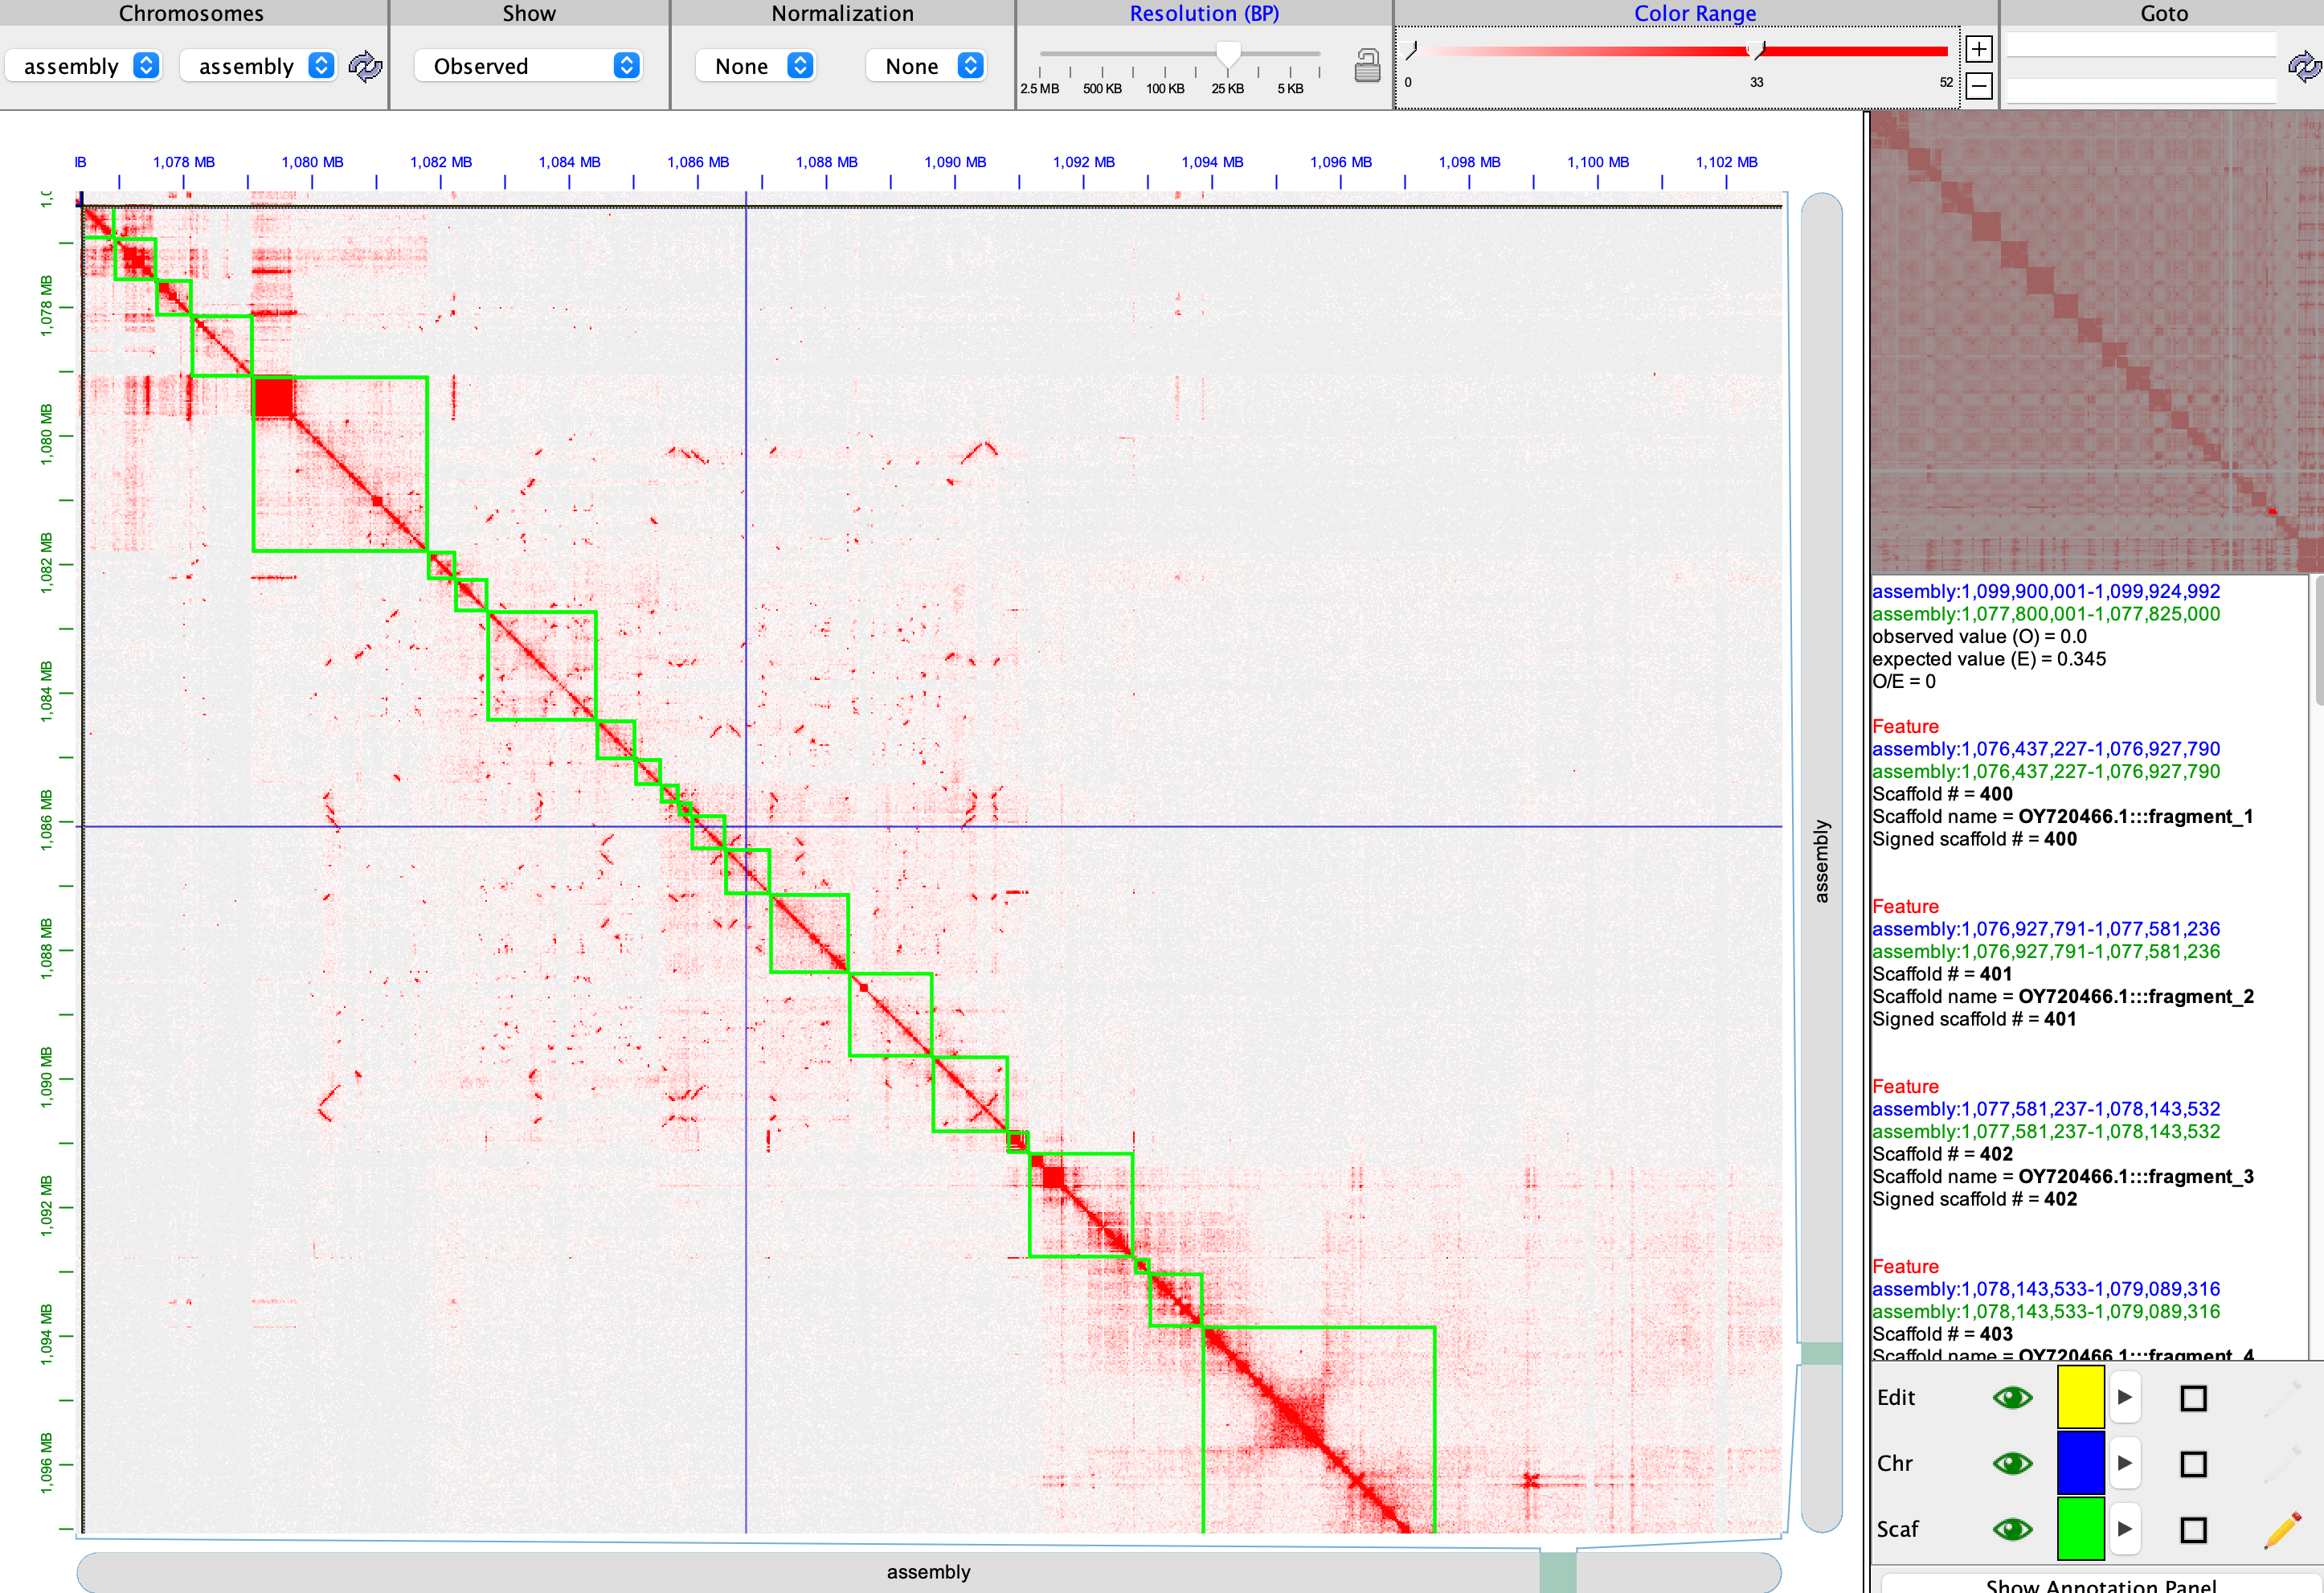 Chromosomes
Show
Normalization
Resolution (BP)
Color Range
Goto
assembly
assembly
Observed
None
None
2.5 MB
500 KB
100 KB
25 KB
5 KB
0
33
52
IB
1,078 MB
1,080 MB
1,082 MB
1,084 MB
1,086 MB
1,088 MB
1,090 MB
1,092 MB
1,094 MB
1,096 MB
1,098 MB
1,100 MB
1,102 MB
1,078 MB
1,080 MB
1,082 MB
1,084 MB
1,086 MB
1,088 MB
1,090 MB
1,092 MB
1,094 MB
1,096 MB
assembly
assembly
assembly:1,099,900,001-1,099,924,992
assembly:1,077,800,001-1,077,825,000
observed value (O) = 0.0
expected value (E) = 0.345
O/E = 0
Feature
assembly:1,076,437,227-1,076,927,790
assembly:1,076,437,227-1,076,927,790
Scaffold # = 400
Scaffold name = OY720466.1:::fragment_1
Signed scaffold # = 400
Feature
assembly:1,076,927,791-1,077,581,236
assembly:1,076,927,791-1,077,581,236
Scaffold # = 401
Scaffold name = OY720466.1:::fragment_2
Signed scaffold # = 401
Feature
assembly:1,077,581,237-1,078,143,532
assembly:1,077,581,237-1,078,143,532
Scaffold # = 402
Scaffold name = OY720466.1:::fragment_3
Signed scaffold # = 402
Feature
assembly:1,078,143,533-1,079,089,316
assembly:1,078,143,533-1,079,089,316
Scaffold # = 403
Scaffold name = OY720466.1:::fragment_4
Edit
Chr
Scaf
Show Annotation Panel